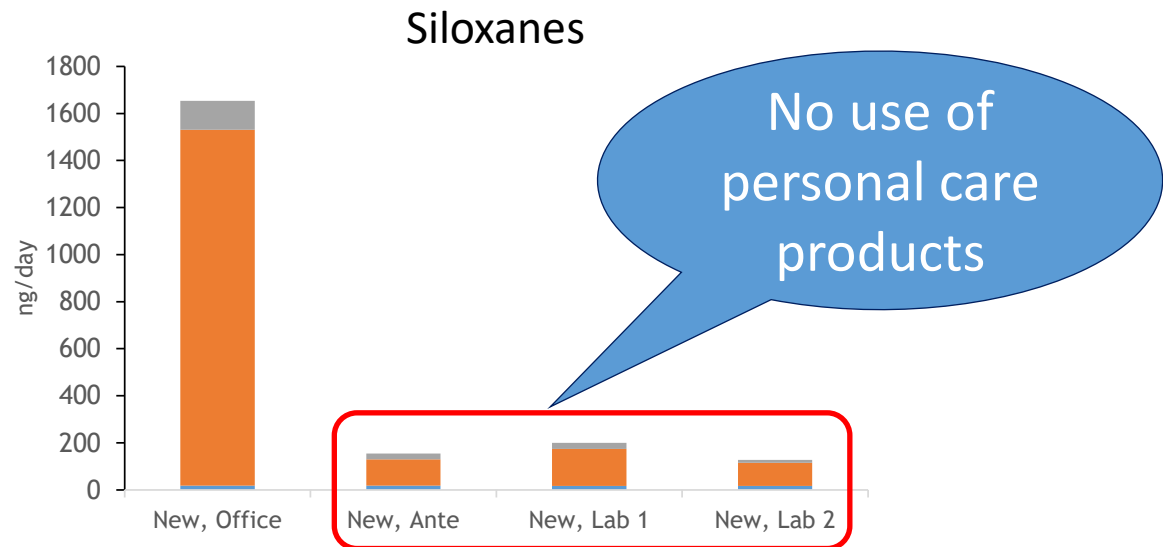 Siloxanes
No use of
personal care
products
ng/day
1800
1600
1400
1200
1000
800
600
400
200
0
New, Office
New, Ante
New, Lab 1
New, Lab 2